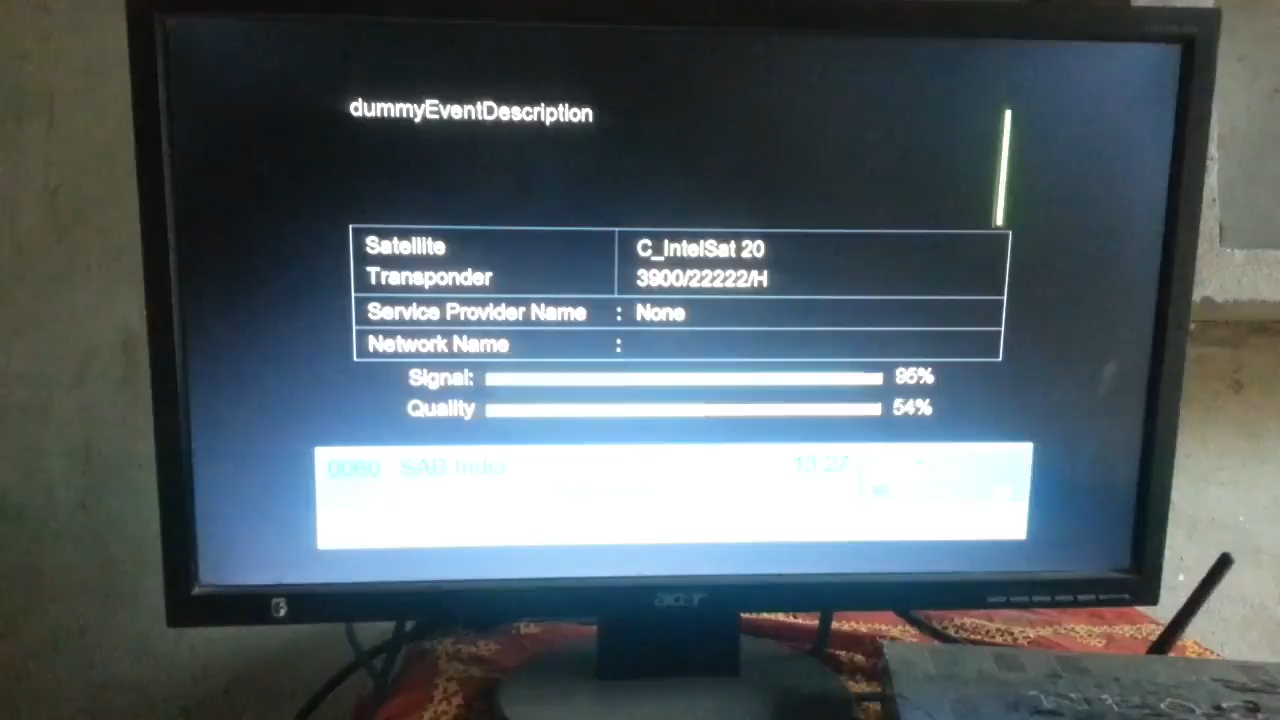 dummyEventDescription
Satellite C_IntelSat 20
Transponder 3900/22222/H
Service Provider Name : None
Network Name :
Signal: 95%
Quality 54%
0060 SAB India 13:27
acer